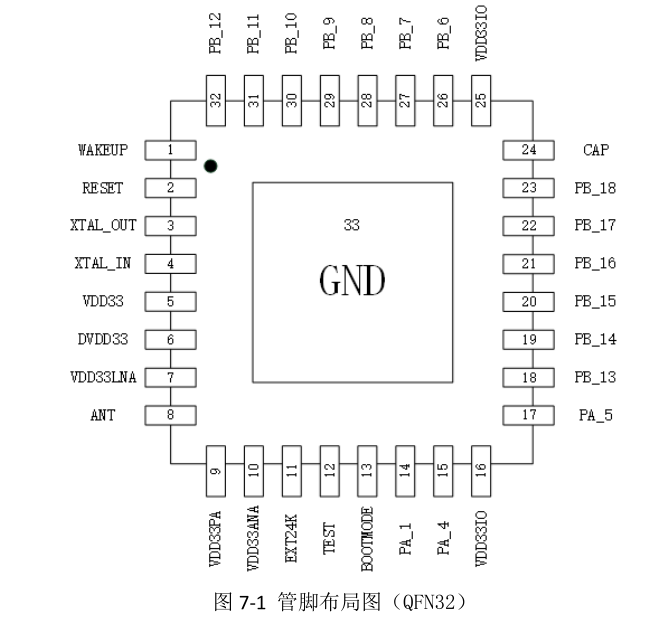 PB_12 PB_11 PB_10 PB_9 PB_8 PB_7 PB_6 VDD33IO
32 31 30 29 28 27 26 25
WAKEUP 1 24 CAP
RESET 2 23 PB_18
XTAL_OUT 3 33 22 PB_17
XTAL_IN 4 GND 21 PB_16
VDD33 5 20 PB_15
DVDD33 6 19 PB_14
VDD33LNA 7 18 PB_13
ANT 8 17 PA_5
9 10 11 12 13 14 15 16
VDD33PA VDD33ANA EXT24K TEST BOOTMODE PA_1 PA_4 VDD33IO
图 7-1 管脚布局图（QFN32）